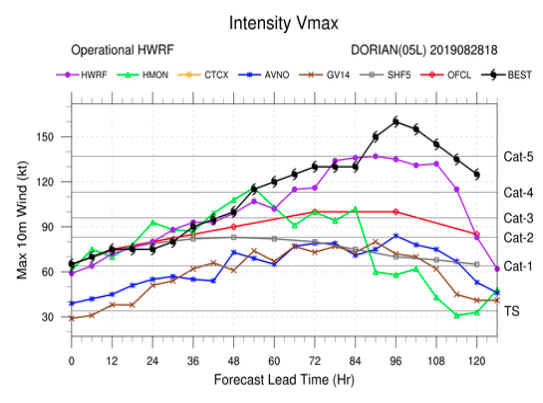 Intensity Vmax
Operational HWRF DORIAN(05L) 2019082818
HWRF HMON CTCX AVNO GV14 SHF5 OFCL BEST
Max 10m Wind (kt)
150
120
90
60
30
Cat-5
Cat-4
Cat-3
Cat-2
Cat-1
TS
0 12 24 36 48 60 72 84 96 108 120
Forecast Lead Time (Hr)